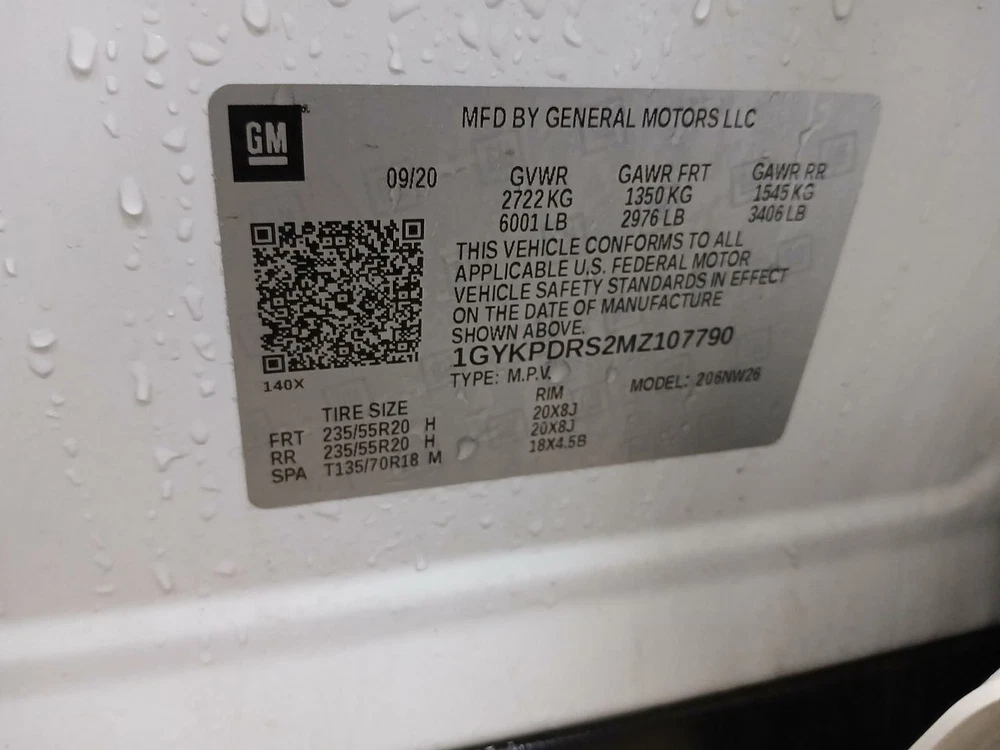 GM
MFD BY GENERAL MOTORS LLC
09/20 GVWR GAWR FRT GAWR RR
2722 KG 1350 KG 1545 KG
6001 LB 2976 LB 3406 LB
THIS VEHICLE CONFORMS TO ALL
APPLICABLE U.S. FEDERAL MOTOR
VEHICLE SAFETY STANDARDS IN EFFECT
ON THE DATE OF MANUFACTURE
SHOWN ABOVE.
1GYKPDRS2MZ107790
140X
TYPE: M.P.V. MODEL: 206NW26
TIRE SIZE RIM
FRT 235/55R20 H 20X8J
RR 235/55R20 H 20X8J
SPA T135/70R18 M 18X4.5B